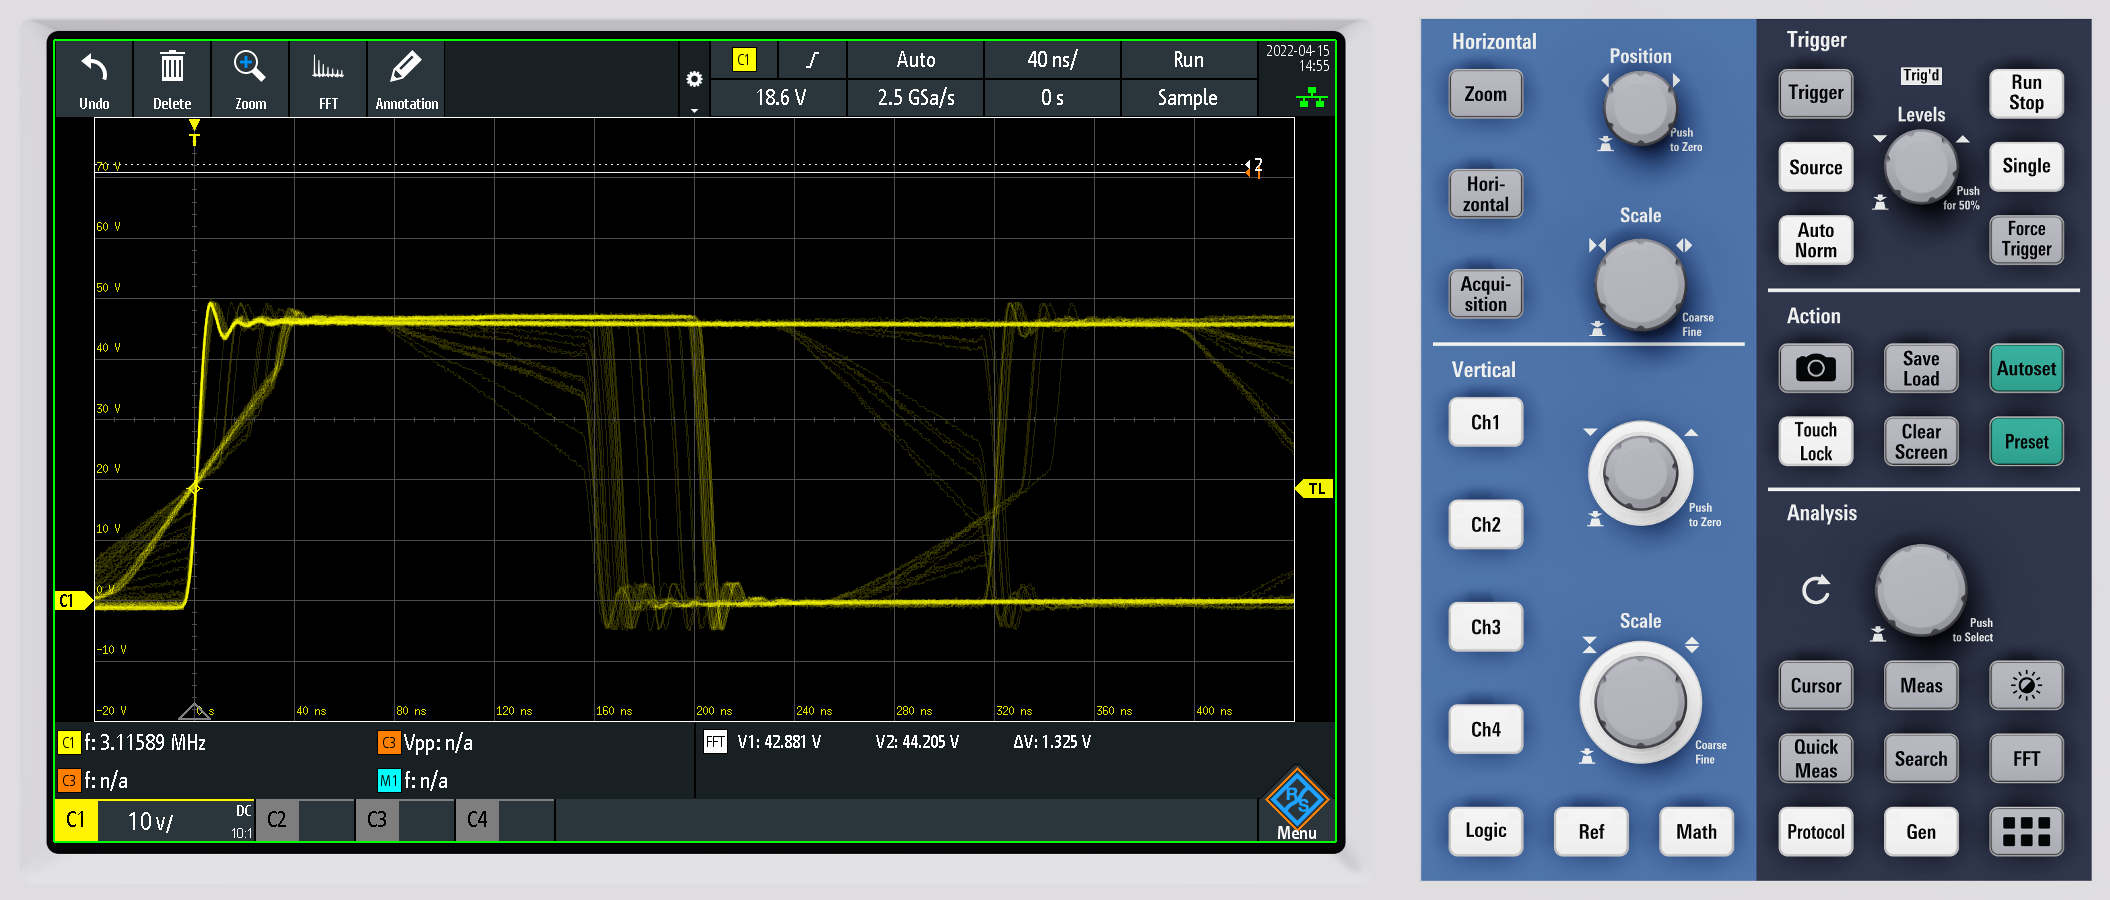 Undo
Delete
Zoom
FFT
Annotation
C1
Auto
40 ns/
Run
18.6 V
2.5 GSa/s
0 s
Sample
2022-04-15
14:55
T
70 V
60 V
50 V
40 V
30 V
20 V
10 V
0 V
-10 V
-20 V
2
1
TL
C1
0 s
40 ns
80 ns
120 ns
160 ns
200 ns
240 ns
280 ns
320 ns
360 ns
400 ns
C1 f: 3.11589 MHz
C3 Vpp: n/a
C3 f: n/a
M1 f: n/a
FFT V1: 42.881 V V2: 44.205 V ΔV: 1.325 V
C1
10 V/
DC
10:1
C2
C3
C4
R&S
Menu
Horizontal
Position
Zoom
Push
to Zero
Hori-
zontal
Scale
Acqui-
sition
Coarse
Fine
Vertical
Ch1
Ch2
Push
to Zero
Ch3
Scale
Ch4
Coarse
Fine
Logic
Ref
Math
Trigger
Trigger
Trig'd
Run
Stop
Levels
Source
Single
Push
for 50%
Auto
Norm
Force
Trigger
Action
Save
Load
Autoset
Touch
Lock
Clear
Screen
Preset
Analysis
Push
to Select
Cursor
Meas
Quick
Meas
Search
FFT
Protocol
Gen